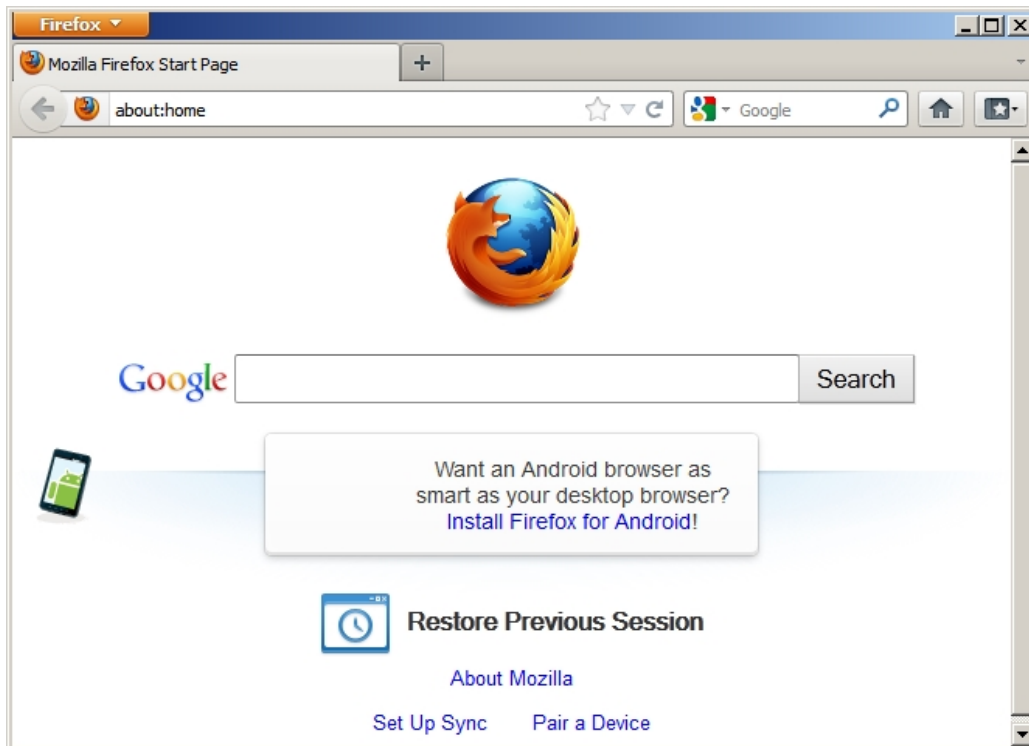 Firefox
Mozilla Firefox Start Page
about:home
Google
Google
Search
Want an Android browser as
smart as your desktop browser?
Install Firefox for Android!
Restore Previous Session
About Mozilla
Set Up Sync Pair a Device